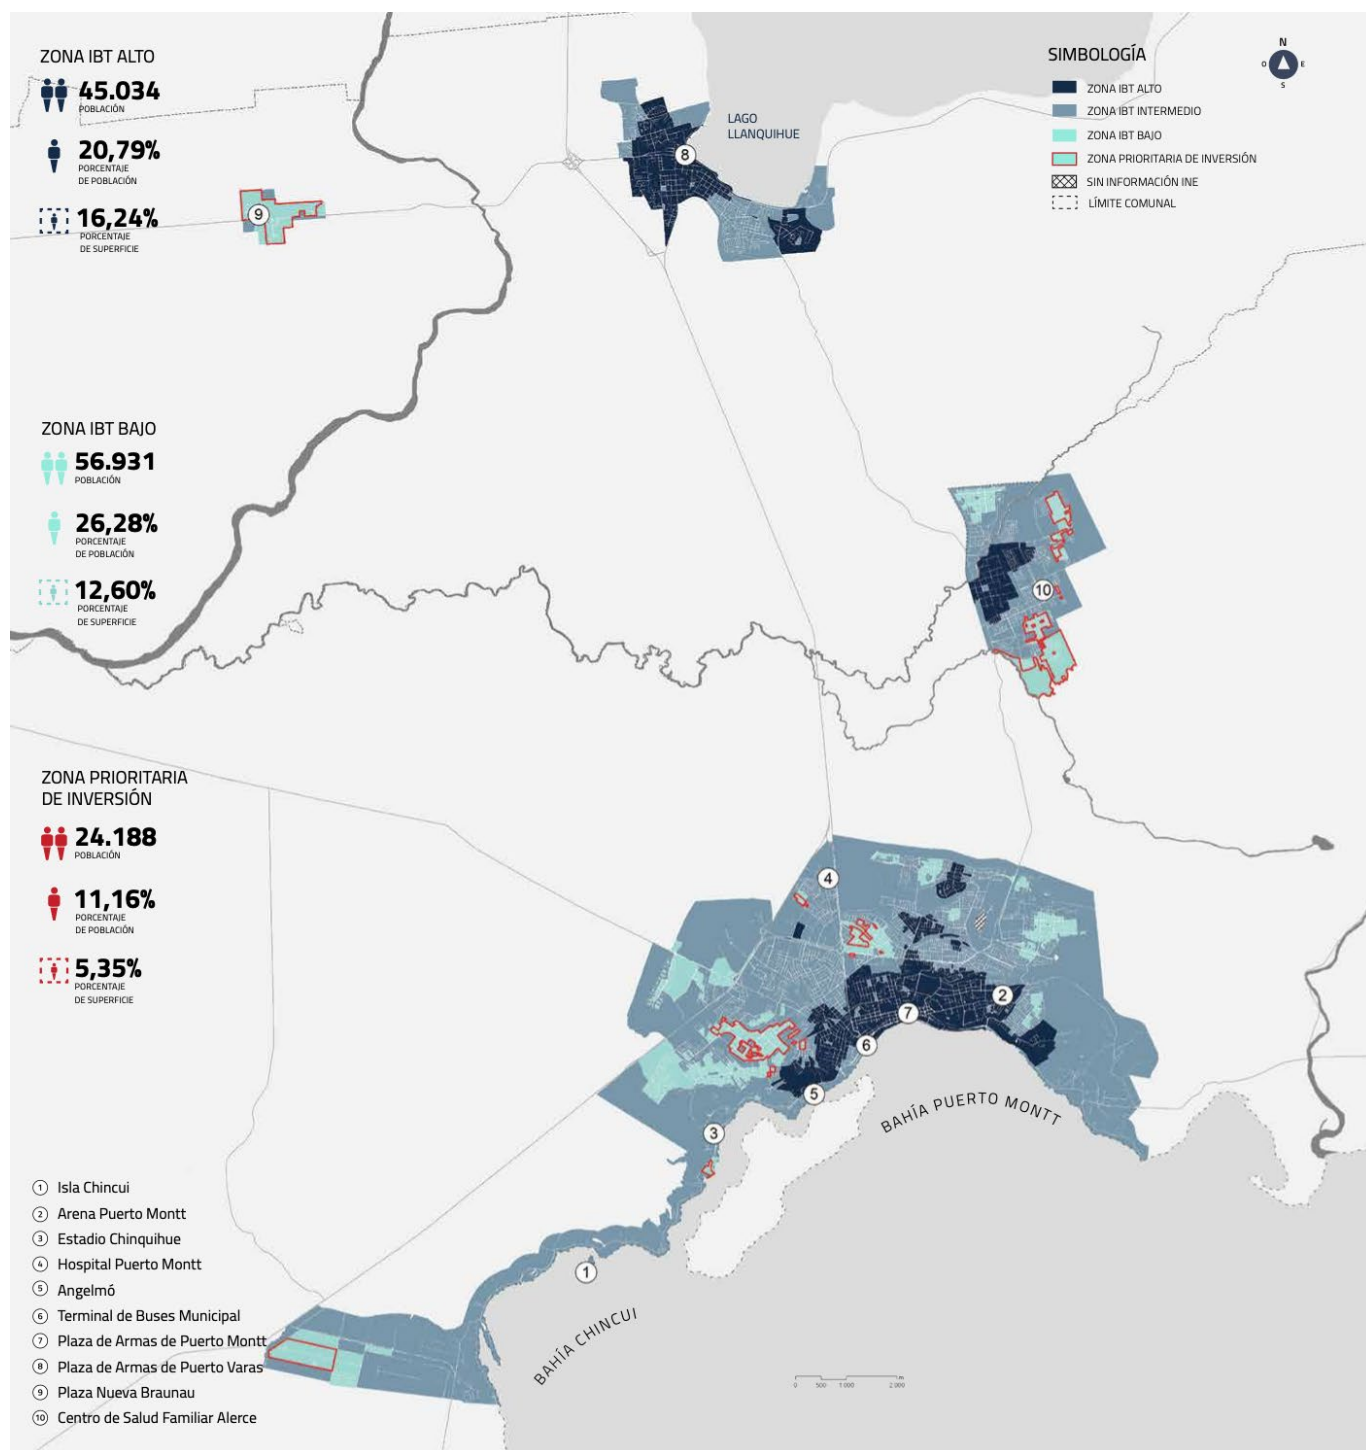 ZONA IBT ALTO
45.034
POBLACIÓN
20,79%
PORCENTAJE
DE POBLACIÓN
16,24%
PORCENTAJE
DE SUPERFICIE
ZONA IBT BAJO
56.931
POBLACIÓN
26,28%
PORCENTAJE
DE POBLACIÓN
12,60%
PORCENTAJE
DE SUPERFICIE
ZONA PRIORITARIA
DE INVERSIÓN
24.188
POBLACIÓN
11,16%
PORCENTAJE
DE POBLACIÓN
5,35%
PORCENTAJE
DE SUPERFICIE
1 Isla Chincui
2 Arena Puerto Montt
3 Estadio Chinquihue
4 Hospital Puerto Montt
5 Angelmó
6 Terminal de Buses Municipal
7 Plaza de Armas de Puerto Montt
8 Plaza de Armas de Puerto Varas
9 Plaza Nueva Braunau
10 Centro de Salud Familiar Alerce
SIMBOLOGÍA
ZONA IBT ALTO
ZONA IBT INTERMEDIO
ZONA IBT BAJO
ZONA PRIORITARIA DE INVERSIÓN
SIN INFORMACIÓN INE
LÍMITE COMUNAL
N
O E
S
LAGO
LLANQUIHUE
8
9
10
4
2
7
6
5
3
1
BAHÍA PUERTO MONTT
BAHÍA CHINCUI
m
0 500 1.000 2.000